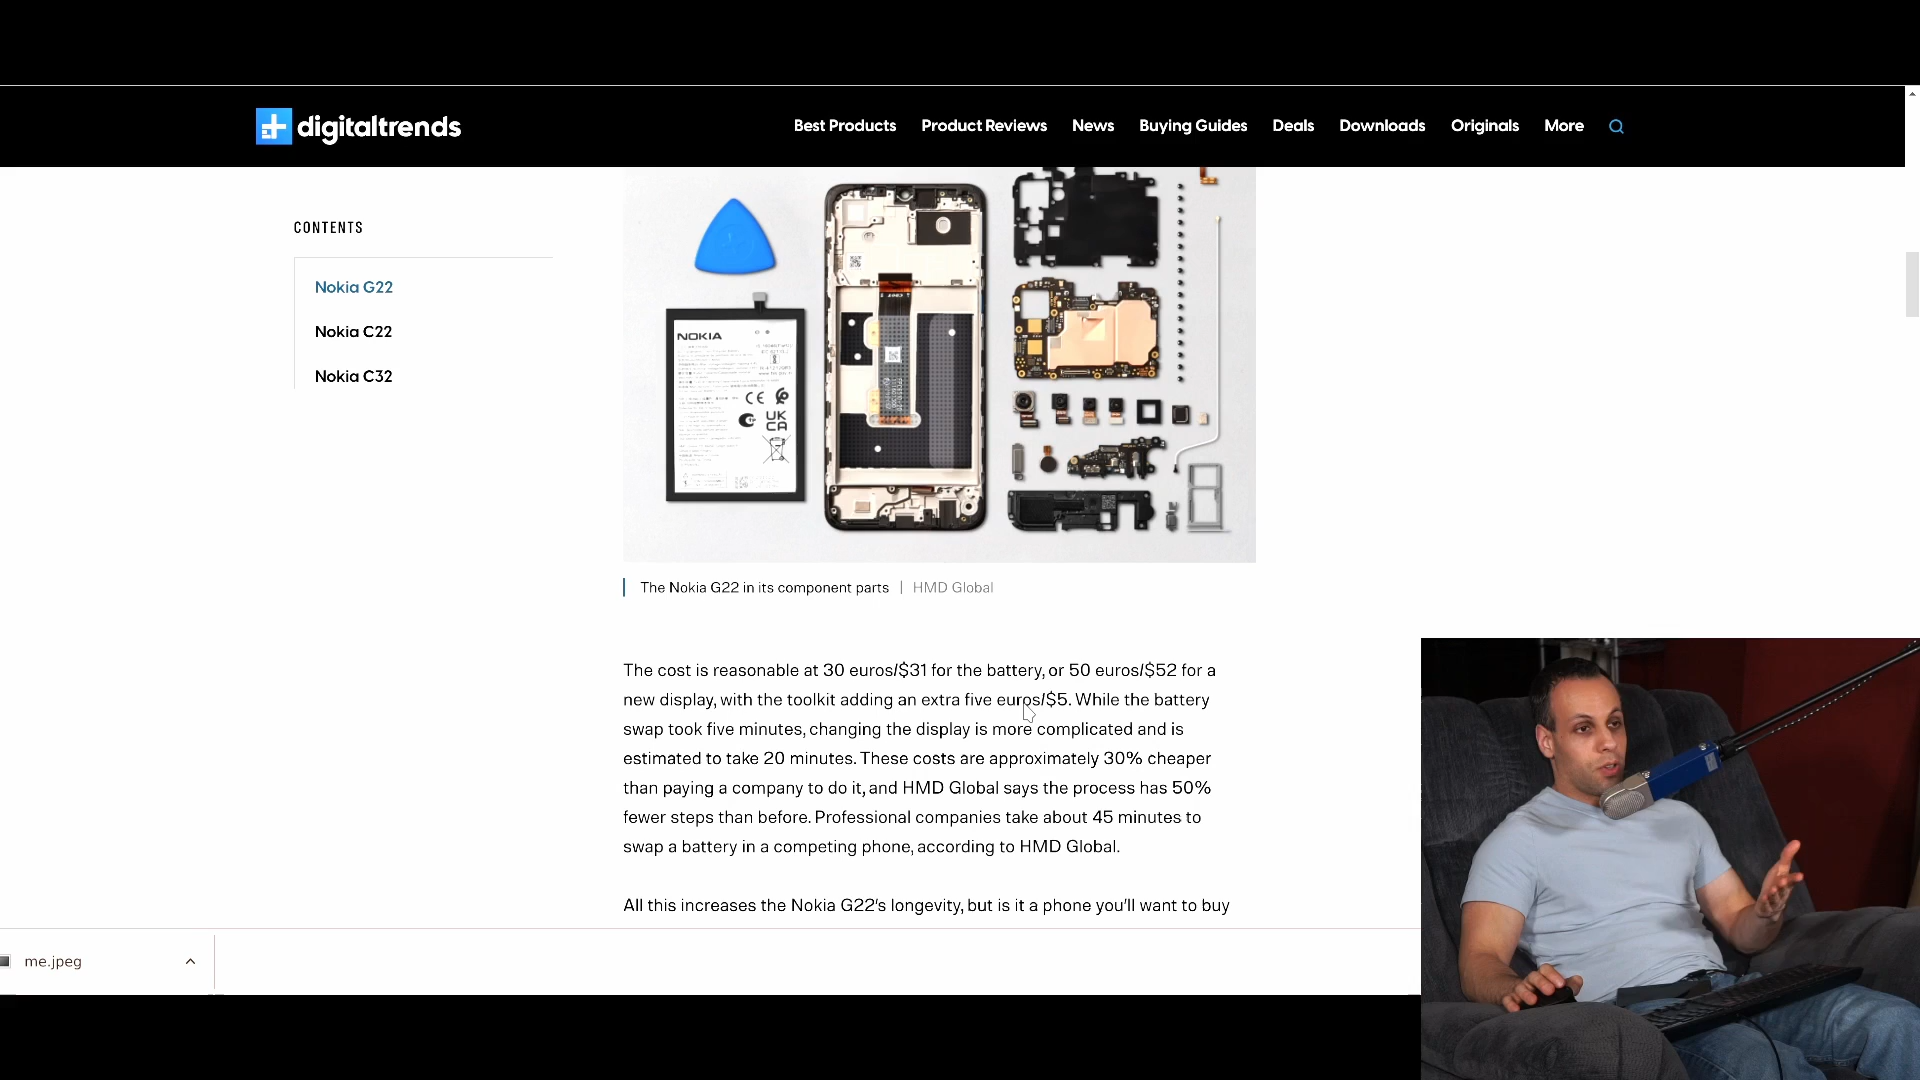 digitaltrends
Best Products
Product Reviews
News
Buying Guides
Deals
Downloads
Originals
More
CONTENTS
Nokia G22
Nokia C22
Nokia C32
NOKIA
CE
UK
CA
The Nokia G22 in its component parts | HMD Global
The cost is reasonable at 30 euros/$31 for the battery, or 50 euros/$52 for a
new display, with the toolkit adding an extra five euros/$5. While the battery
swap took five minutes, changing the display is more complicated and is
estimated to take 20 minutes. These costs are approximately 30% cheaper
than paying a company to do it, and HMD Global says the process has 50%
fewer steps than before. Professional companies take about 45 minutes to
swap a battery in a competing phone, according to HMD Global.
All this increases the Nokia G22's longevity, but is it a phone you'll want to buy
me.jpeg